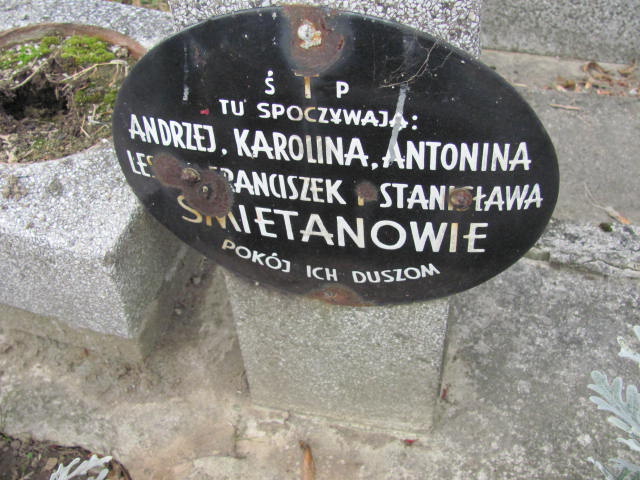 Ś P
TU SPOCZYWAJĄ:
ANDRZEJ, KAROLINA, ANTONINA
FRANCISZEK I STANISŁAWA
ŚMIETANOWIE
POKÓJ ICH DUSZOM